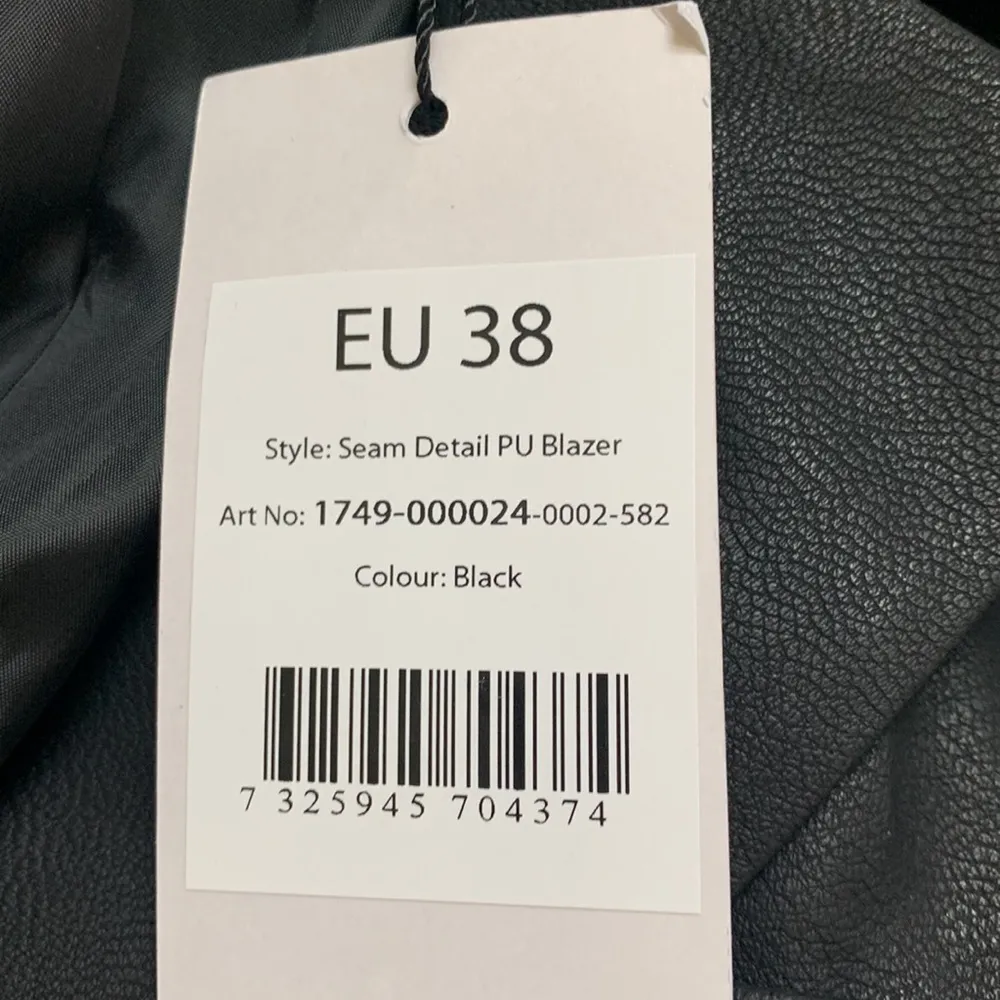 EU 38
Style: Seam Detail PU Blazer
Art No: 1749-000024-0002-582
Colour: Black
7 325945 704374